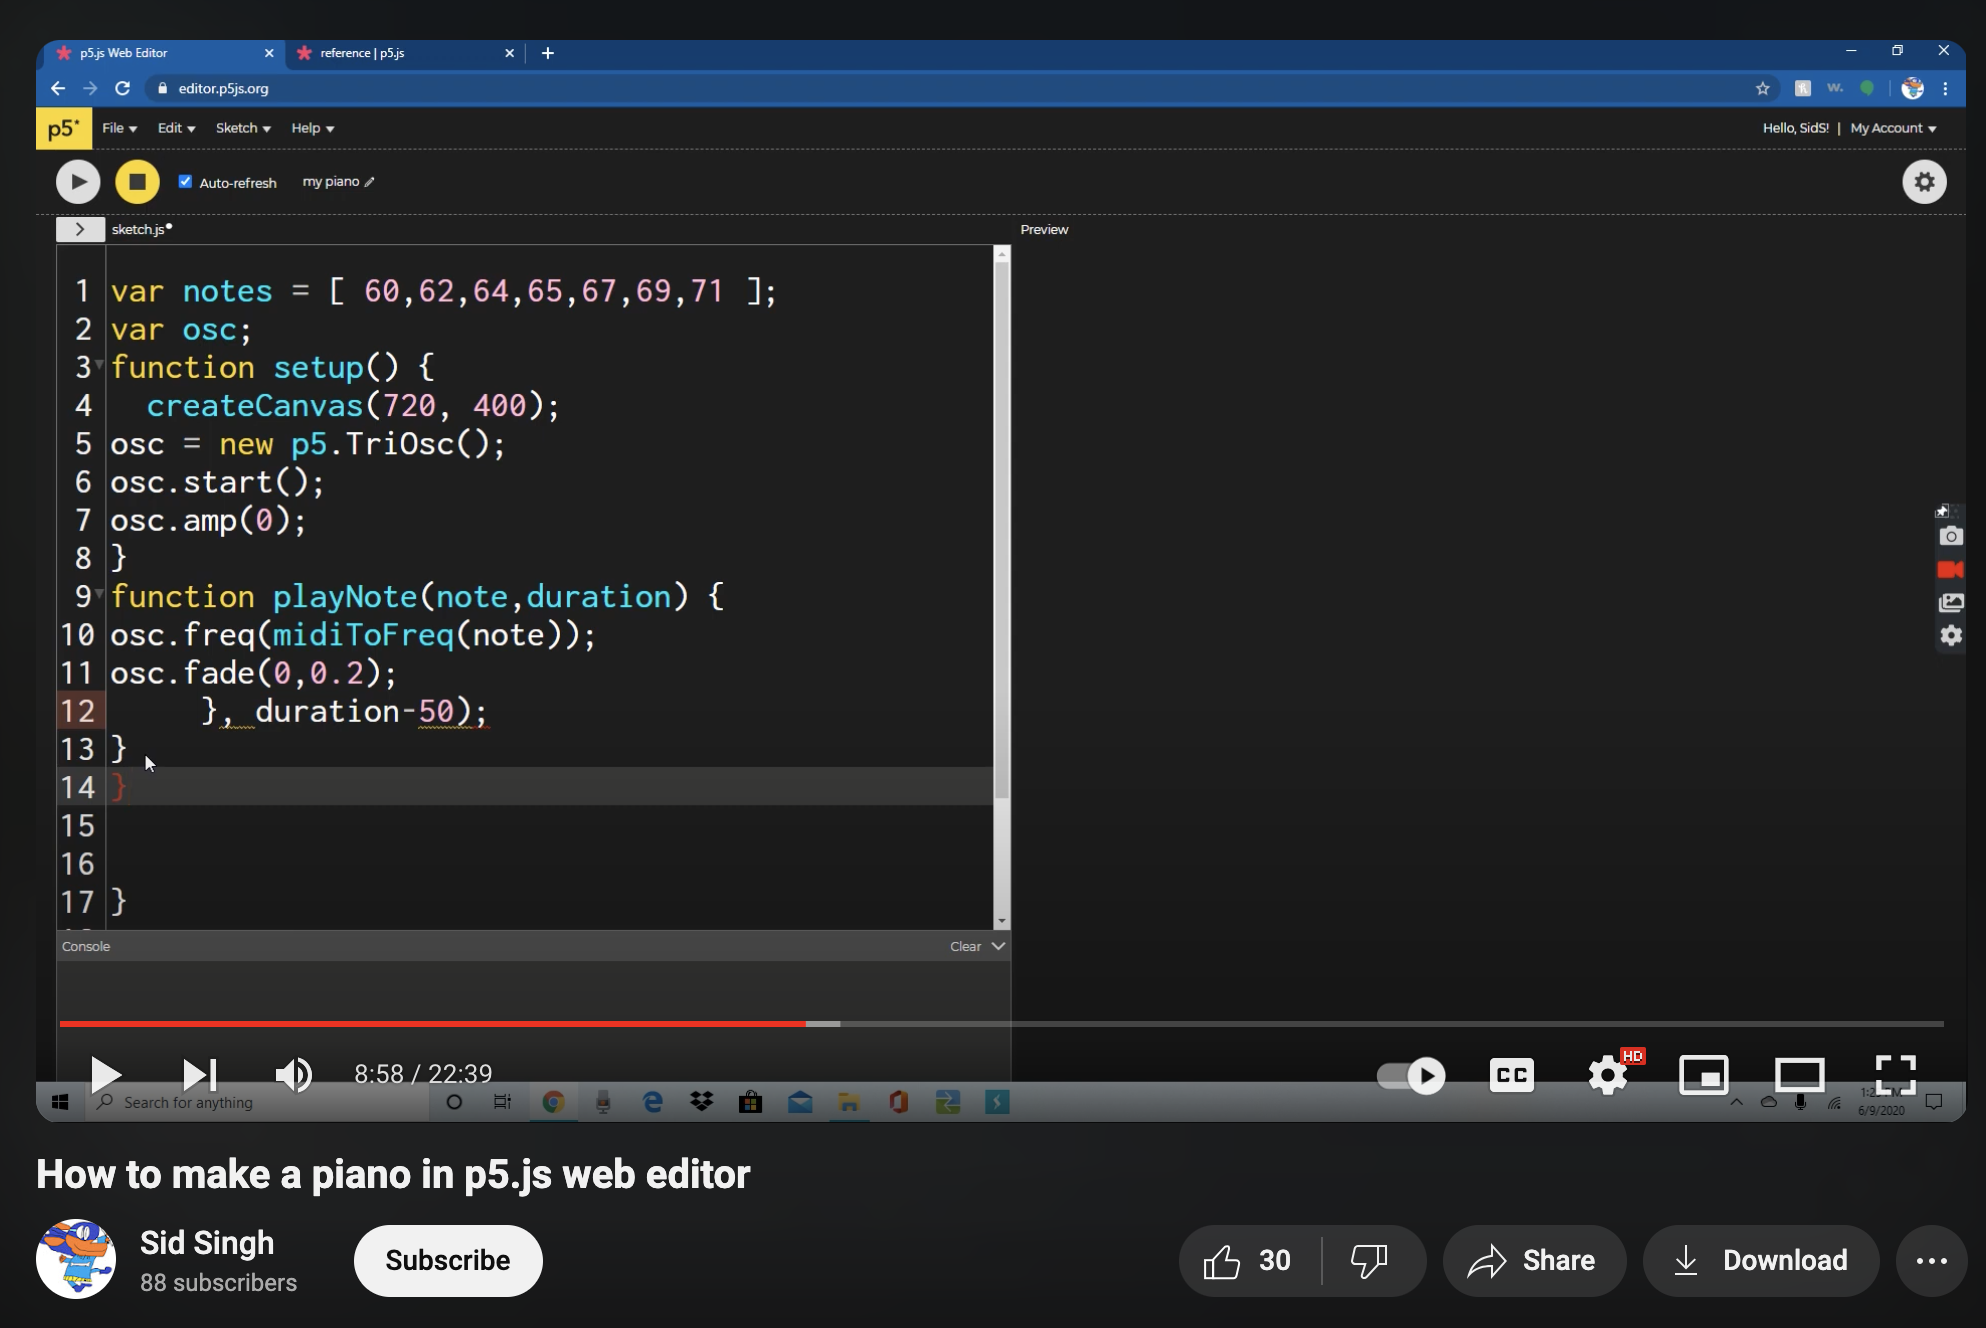 p5.js Web Editor
reference | p5.js
editor.p5js.org
p5*
File
Edit
Sketch
Help
Hello, SidS! | My Account
Auto-refresh
my piano
sketch.js
Preview
1 var notes = [ 60,62,64,65,67,69,71 ];
2 var osc;
3 function setup() {
4 createCanvas(720, 400);
5 osc = new p5.TriOsc();
6 osc.start();
7 osc.amp(0);
8 }
9 function playNote(note,duration) {
10 osc.freq(midiToFreq(note));
11 osc.fade(0,0.2);
12 }, duration-50);
13 }
14 }
15
16
17 }
Console
Clear
8:58 / 22:39
CC
HD
Search for anything
6/9/2020
How to make a piano in p5.js web editor
Sid Singh
88 subscribers
Subscribe
30
Share
Download